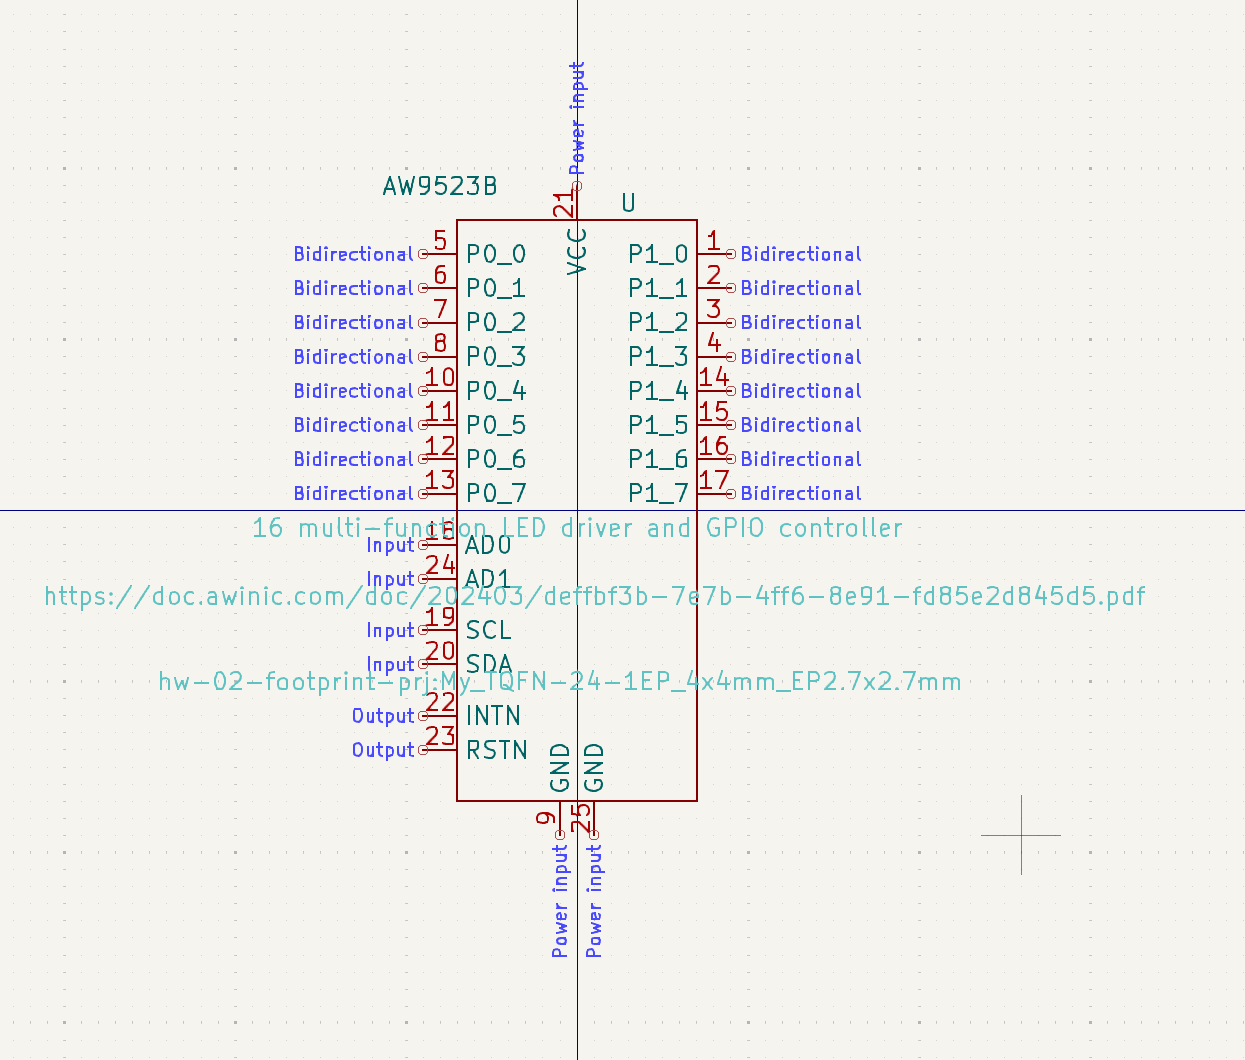 Power input
AW9523B
U
21
VCC
Bidirectional 5 P0_0 P1_0 1 Bidirectional
Bidirectional 6 P0_1 P1_1 2 Bidirectional
Bidirectional 7 P0_2 P1_2 3 Bidirectional
Bidirectional 8 P0_3 P1_3 4 Bidirectional
Bidirectional 10 P0_4 P1_4 14 Bidirectional
Bidirectional 11 P0_5 P1_5 15 Bidirectional
Bidirectional 12 P0_6 P1_6 16 Bidirectional
Bidirectional 13 P0_7 P1_7 17 Bidirectional
16 multi-function LED driver and GPIO controller
Input 18 AD0
Input 24 AD1
https://doc.awinic.com/doc/202403/deffbf3b-7e7b-4ff6-8e91-fd85e2d845d5.pdf
Input 19 SCL
Input 20 SDA
hw-02-footprint-prj:My_TQFN-24-1EP_4x4mm_EP2.7x2.7mm
Output 22 INTN
Output 23 RSTN
GND GND
9 25
Power input Power input